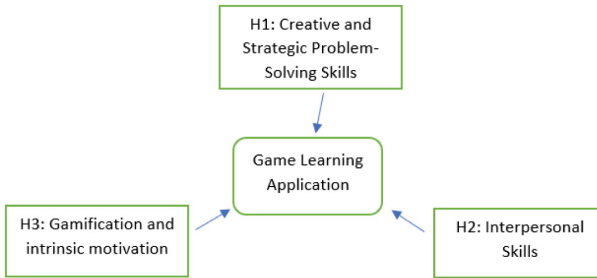 H1: Creative and
Strategic Problem-
Solving Skills
Game Learning
Application
H3: Gamification and
intrinsic motivation
H2: Interpersonal
Skills